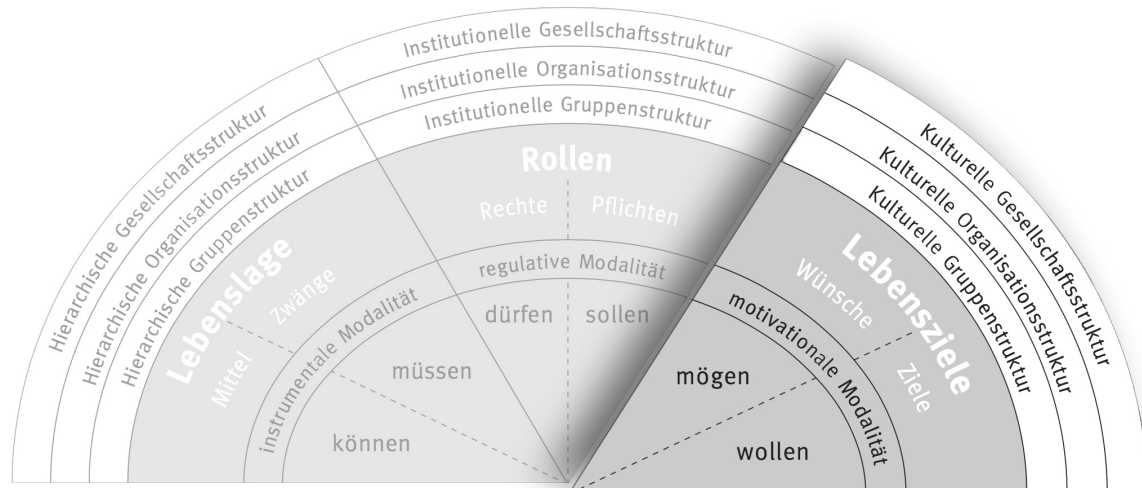 Hierarchische Gesellschaftsstruktur
Hierarchische Organisationsstruktur
Hierarchische Gruppenstruktur
Lebenslage
Zwänge
Mittel
instrumentale Modalität
müssen
können
Institutionelle Gesellschaftsstruktur
Institutionelle Organisationsstruktur
Institutionelle Gruppenstruktur
Rollen
Rechte
Pflichten
regulative Modalität
dürfen
sollen
Kulturelle Gesellschaftsstruktur
Kulturelle Organisationsstruktur
Kulturelle Gruppenstruktur
Lebensziele
Wünsche
Ziele
motivationale Modalität
mögen
wollen